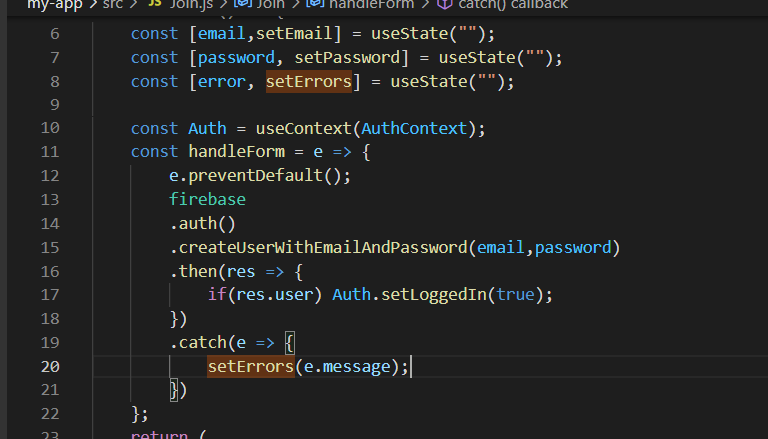 my-app > src > JS Join.js > Join > handleForm > catch() callback
6 const [email,setEmail] = useState("");
7 const [password, setPassword] = useState("");
8 const [error, setErrors] = useState("");
9
10 const Auth = useContext(AuthContext);
11 const handleForm = e => {
12 e.preventDefault();
13 firebase
14 .auth()
15 .createUserWithEmailAndPassword(email,password)
16 .then(res => {
17 if(res.user) Auth.setLoggedIn(true);
18 })
19 .catch(e => {
20 setErrors(e.message);
21 })
22 };
23 return (